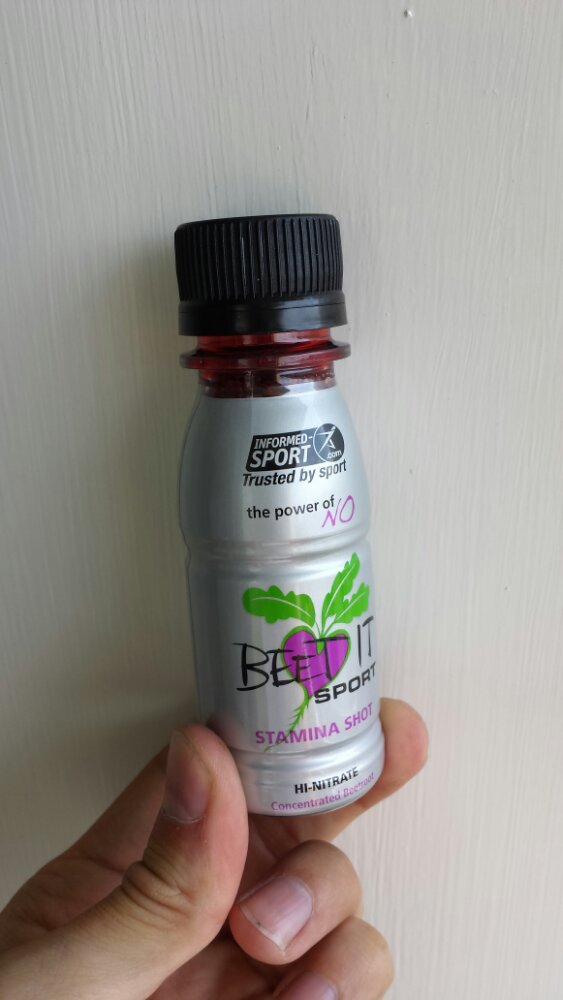 INFORMED-
SPORT .com
Trusted by sport
the power of NO
BEET IT
SPORT
STAMINA SHOT
HI-NITRATE
Concentrated Beetroot